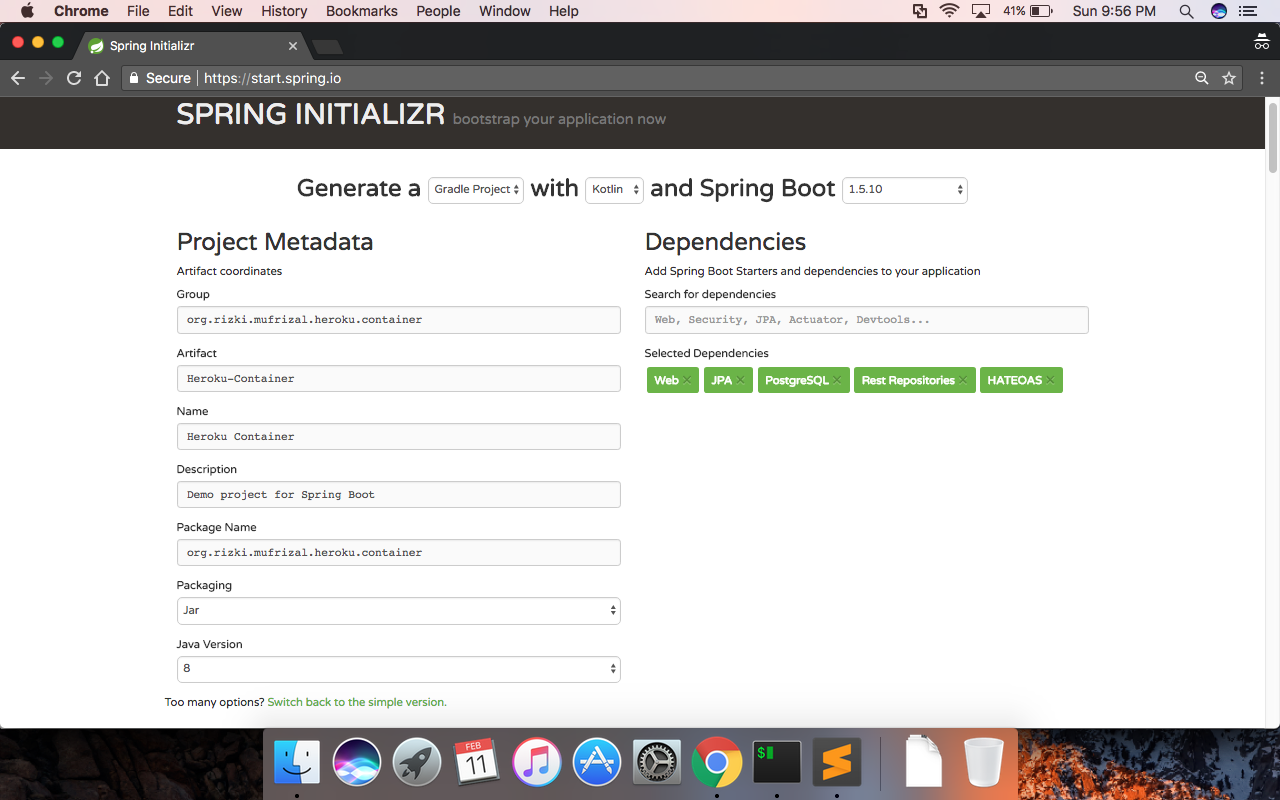 Chrome File Edit View History Bookmarks People Window Help 41% Sun 9:56 PM
Spring Initializr
Secure https://start.spring.io
SPRING INITIALIZR bootstrap your application now
Generate a Gradle Project with Kotlin and Spring Boot 1.5.10
Project Metadata
Artifact coordinates
Group
org.rizki.mufrizal.heroku.container
Artifact
Heroku-Container
Name
Heroku Container
Description
Demo project for Spring Boot
Package Name
org.rizki.mufrizal.heroku.container
Packaging
Jar
Java Version
8
Too many options? Switch back to the simple version.
Dependencies
Add Spring Boot Starters and dependencies to your application
Search for dependencies
Web, Security, JPA, Actuator, Devtools...
Selected Dependencies
Web × JPA × PostgreSQL × Rest Repositories × HATEOAS ×
FEB
11
$